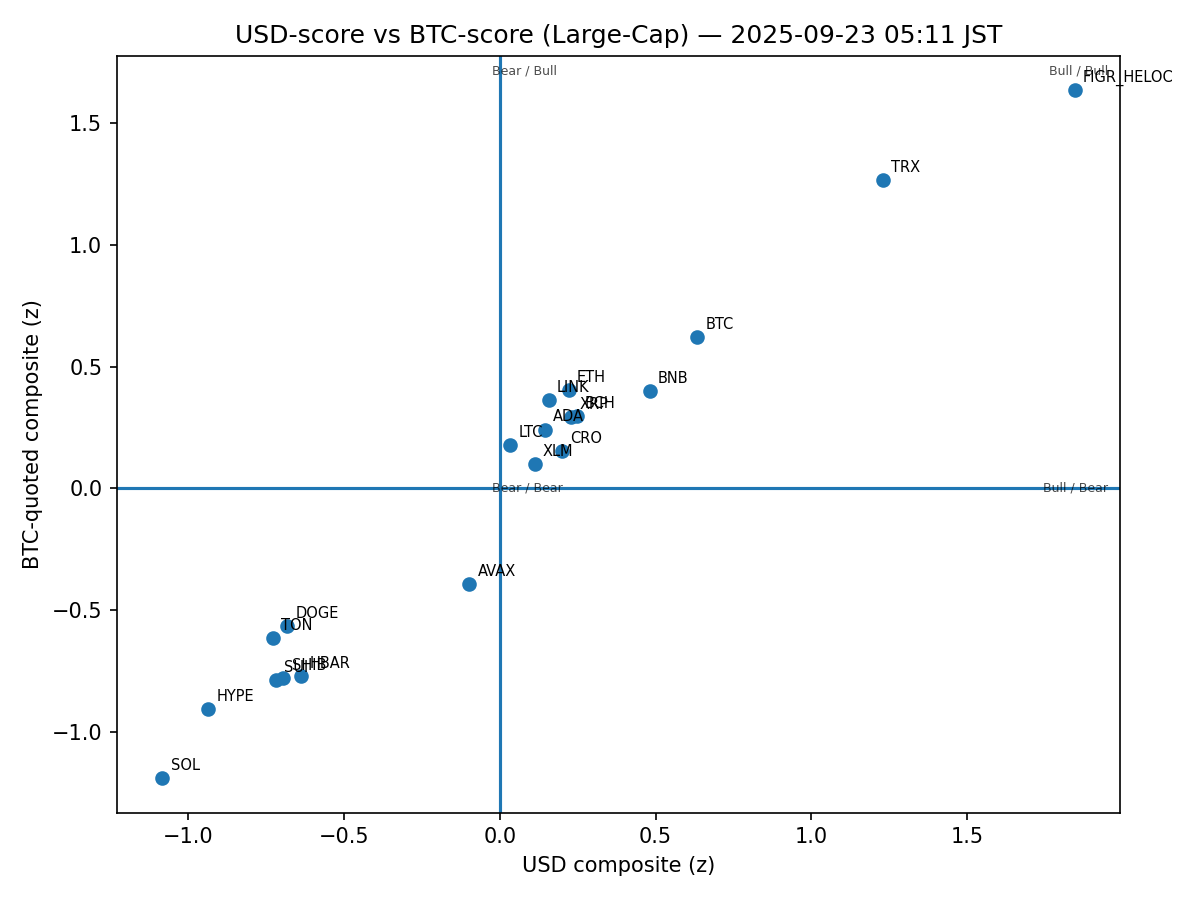 USD-score vs BTC-score (Large-Cap) — 2025-09-23 05:11 JST
Bear / Bull
Bull / Bull
FIGR_HELOC
TRX
BTC
BNB
ETH
LINK
XRP
BCH
ADA
LTC
CRO
XLM
Bear / Bear
Bull / Bear
AVAX
DOGE
TON
SUI
SHIB
HBAR
HYPE
SOL
1.5
1.0
0.5
0.0
−0.5
−1.0
−1.0
−0.5
0.0
0.5
1.0
1.5
USD composite (z)
BTC-quoted composite (z)